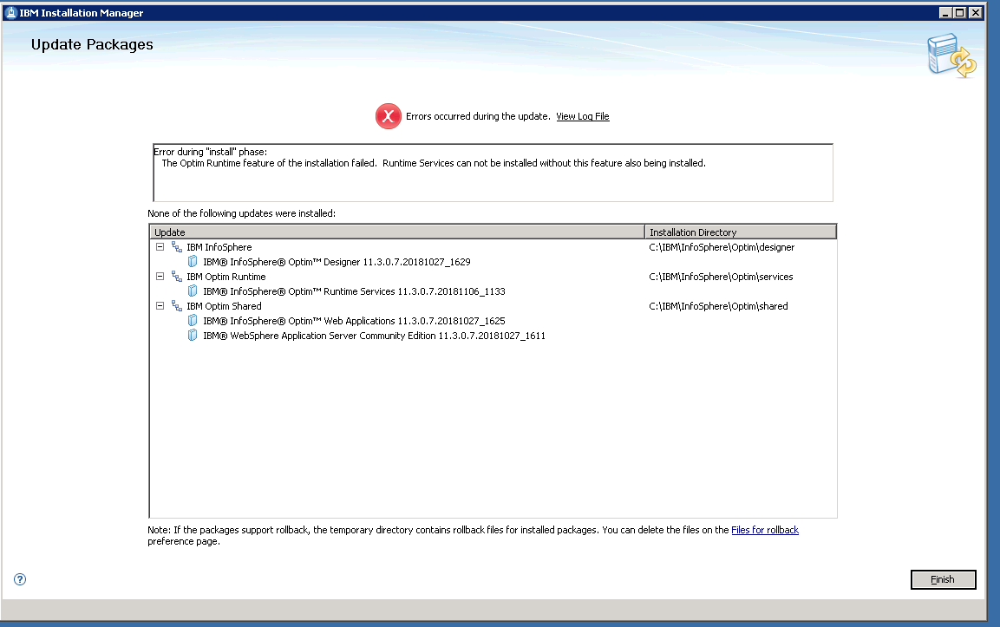 IBM Installation Manager
Update Packages
Errors occurred during the update. View Log File
Error during "install" phase:
The Optim Runtime feature of the installation failed. Runtime Services can not be installed without this feature also being installed.
None of the following updates were installed:
Update Installation Directory
IBM InfoSphere C:\IBM\InfoSphere\Optim\designer
IBM® InfoSphere® Optim™ Designer 11.3.0.7.20181027_1629
IBM Optim Runtime C:\IBM\InfoSphere\Optim\services
IBM® InfoSphere® Optim™ Runtime Services 11.3.0.7.20181106_1133
IBM Optim Shared C:\IBM\InfoSphere\Optim\shared
IBM® InfoSphere® Optim™ Web Applications 11.3.0.7.20181027_1625
IBM® WebSphere Application Server Community Edition 11.3.0.7.20181027_1611
Note: If the packages support rollback, the temporary directory contains rollback files for installed packages. You can delete the files on the Files for rollback
preference page.
Finish